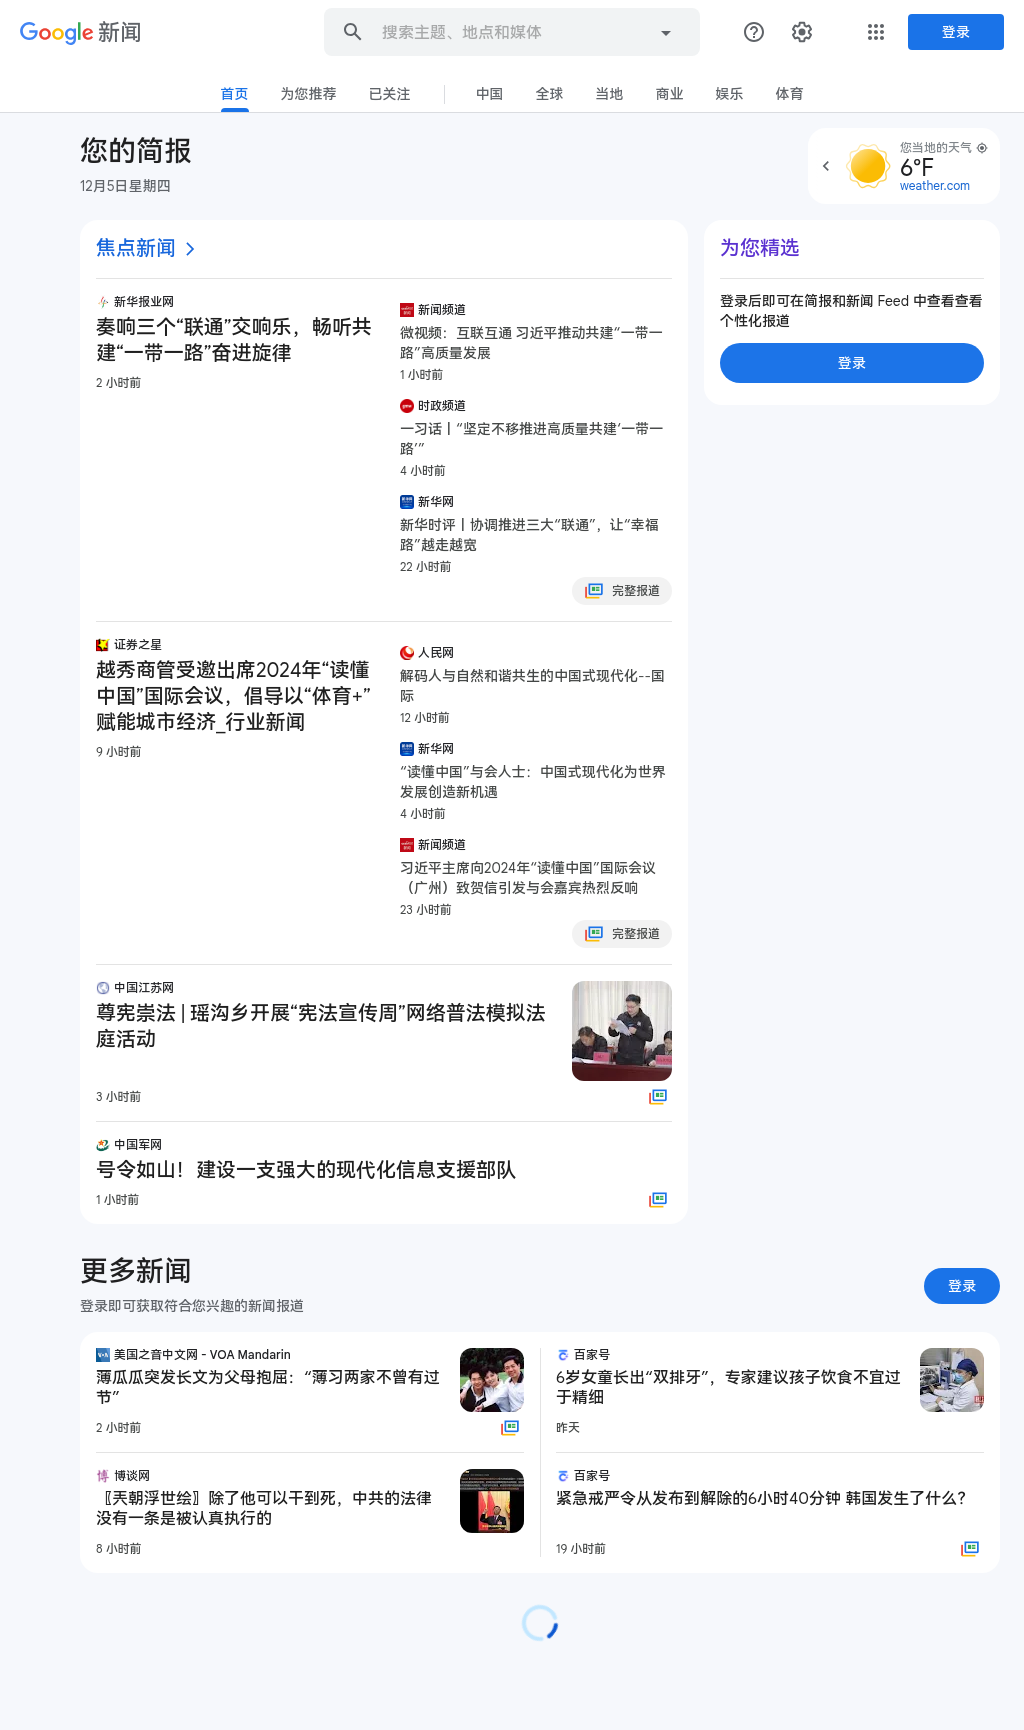 Google 新闻
搜索主题、地点和媒体
登录
首页
为您推荐
已关注
中国
全球
当地
商业
娱乐
体育
您的简报
12月5日星期四
您当地的天气
6°F
weather.com
焦点新闻
新华报业网
奏响三个“联通”交响乐，畅听共
建“一带一路”奋进旋律
2 小时前
新闻频道
微视频：互联互通 习近平推动共建“一带一
路”高质量发展
1 小时前
时政频道
一习话丨“坚定不移推进高质量共建‘一带一
路’”
4 小时前
新华网
新华时评丨协调推进三大“联通”，让“幸福
路”越走越宽
22 小时前
完整报道
证券之星
越秀商管受邀出席2024年“读懂
中国”国际会议，倡导以“体育+”
赋能城市经济_行业新闻
9 小时前
人民网
解码人与自然和谐共生的中国式现代化--国
际
12 小时前
新华网
“读懂中国”与会人士：中国式现代化为世界
发展创造新机遇
4 小时前
新闻频道
习近平主席向2024年“读懂中国”国际会议
（广州）致贺信引发与会嘉宾热烈反响
23 小时前
完整报道
中国江苏网
尊宪崇法 | 瑶沟乡开展“宪法宣传周”网络普法模拟法
庭活动
3 小时前
中国军网
号令如山！建设一支强大的现代化信息支援部队
1 小时前
为您精选
登录后即可在简报和新闻 Feed 中查看查看
个性化报道
登录
更多新闻
登录即可获取符合您兴趣的新闻报道
登录
美国之音中文网 - VOA Mandarin
薄瓜瓜突发长文为父母抱屈：“薄习两家不曾有过
节”
2 小时前
百家号
6岁女童长出“双排牙”，专家建议孩子饮食不宜过
于精细
昨天
博谈网
〖兲朝浮世绘〗除了他可以干到死，中共的法律
没有一条是被认真执行的
8 小时前
百家号
紧急戒严令从发布到解除的6小时40分钟 韩国发生了什么？
19 小时前